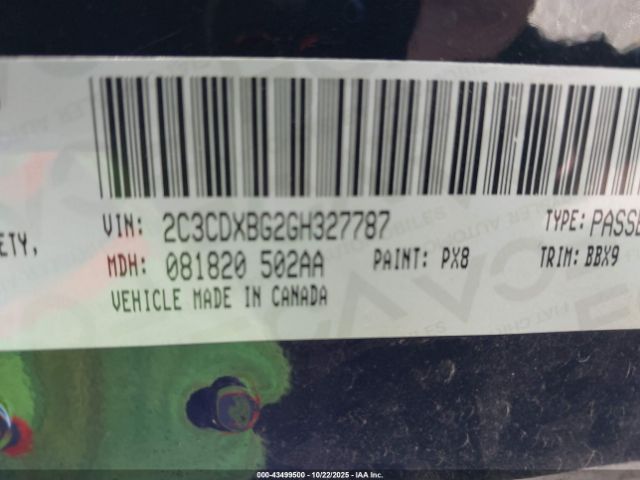 VIN: 2C3CDXBG2GH327787 TYPE: PASSE
ETY,
MDH: 081820 502AA PAINT: PX8 TRIM: BBX9
VEHICLE MADE IN CANADA
000-43499500 | 10/22/2025 | IAA Inc.